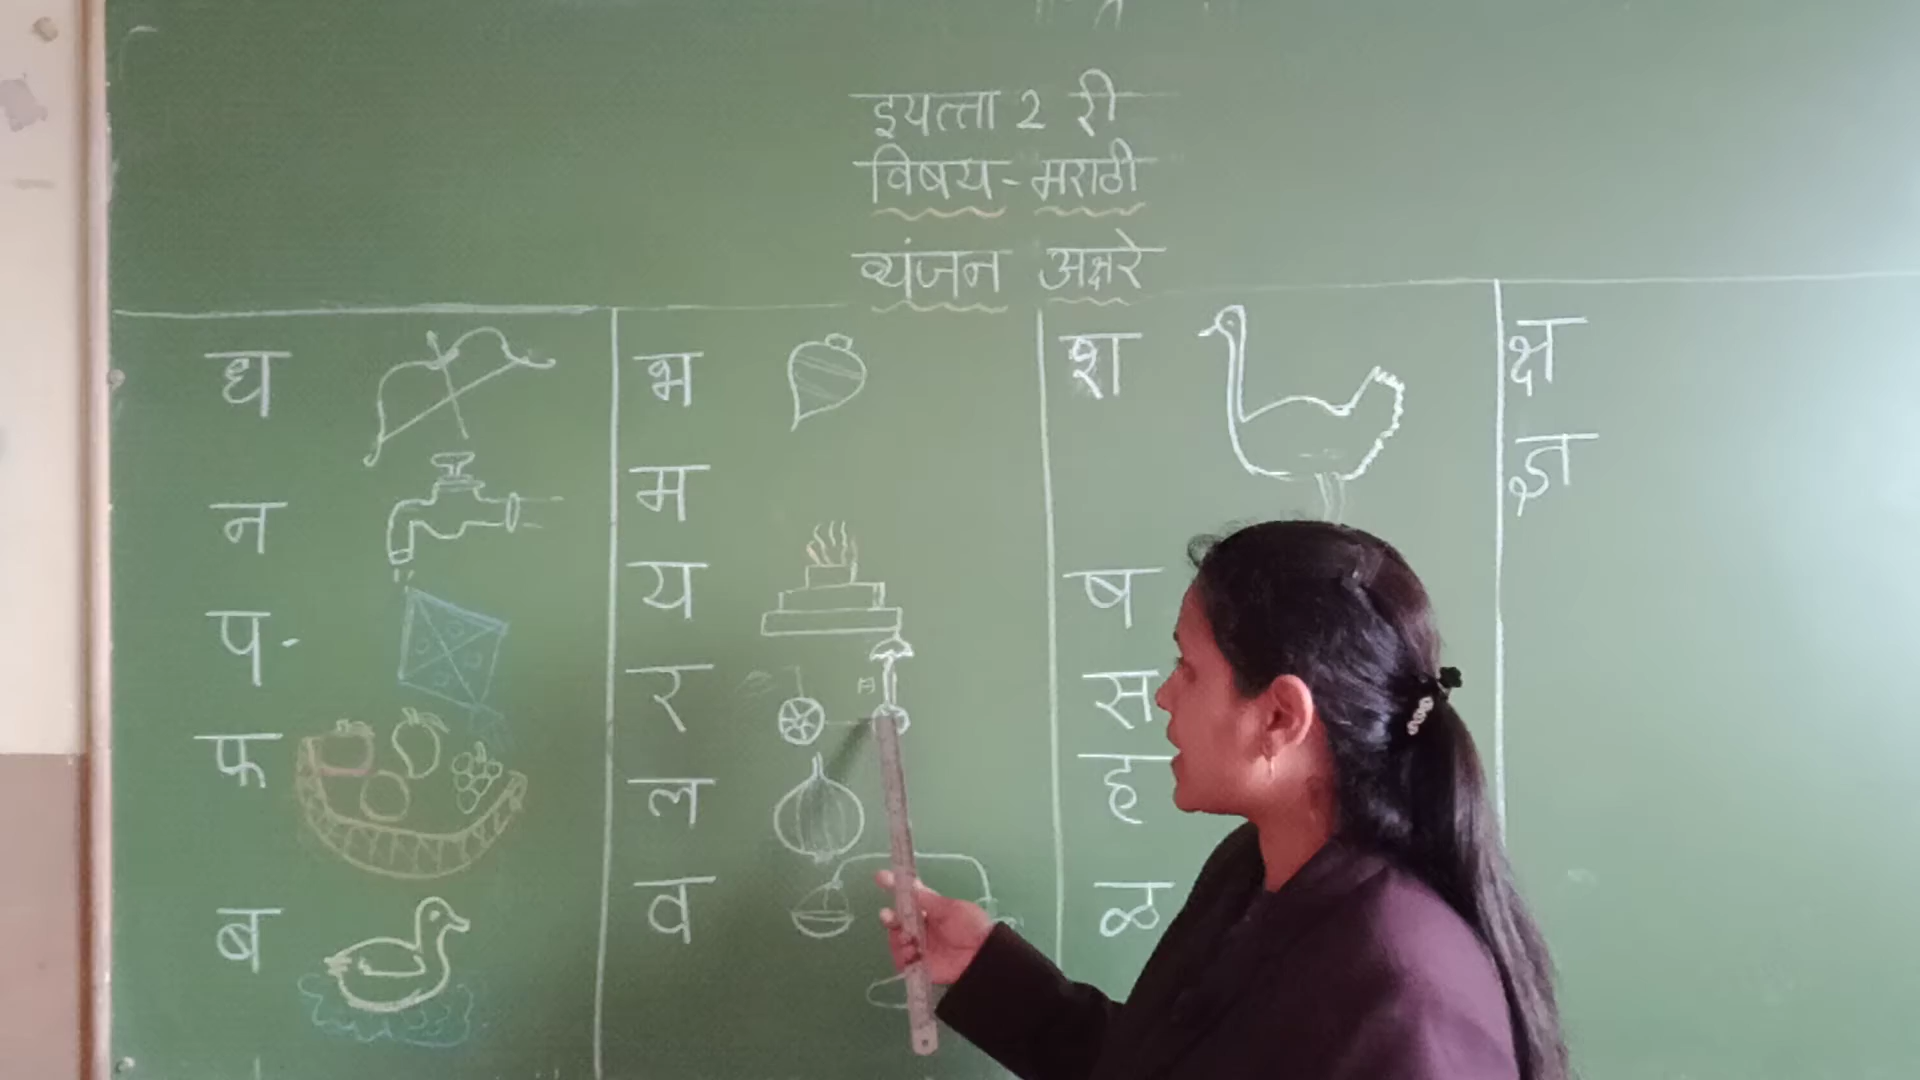 इयत्ता 2 री
विषय- मराठी
व्यंजन अक्षरे
ध
न
प-
फ
ब
भ
म
य
र
ल
व
श
ष
स
ह
ळ
क्ष
ज्ञ